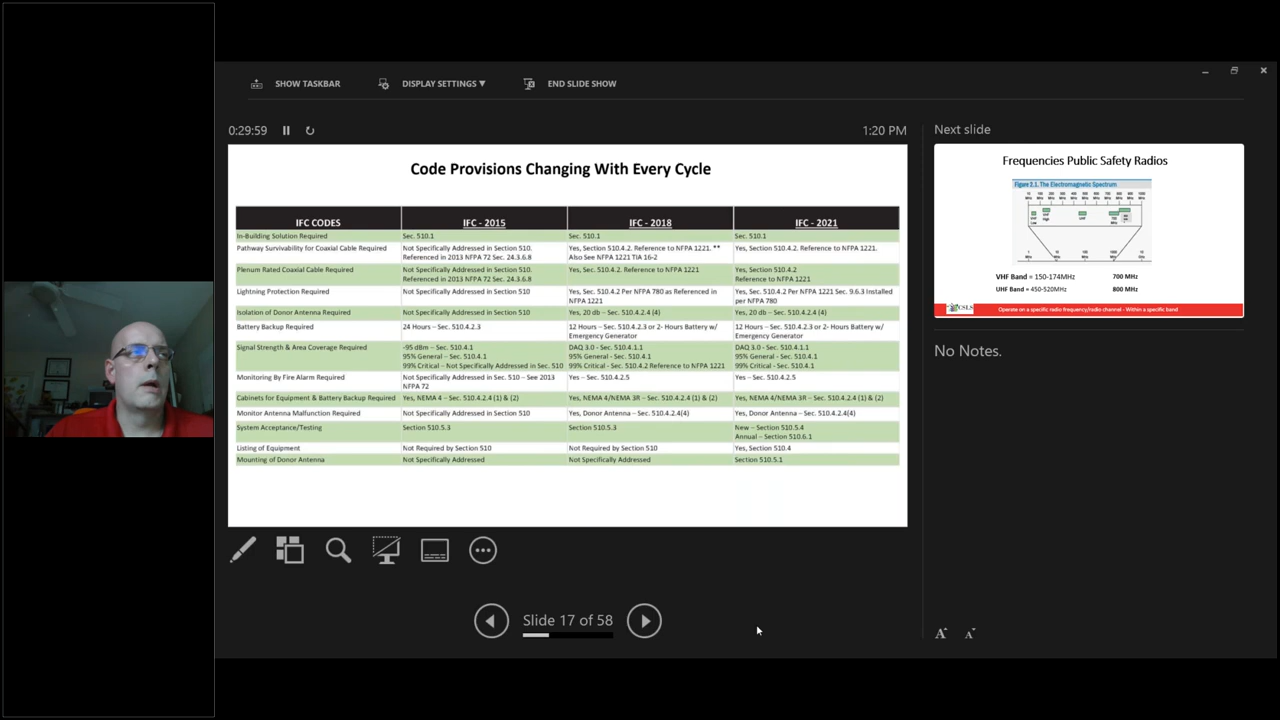 SHOW TASKBAR DISPLAY SETTINGS ▼ END SLIDE SHOW
0:29:59 1:20 PM
Code Provisions Changing With Every Cycle
IFC CODES IFC - 2015 IFC - 2018 IFC - 2021
In-Building Solution Required Sec. 510.1 Sec. 510.1 Sec. 510.1
Pathway Survivability for Coaxial Cable Required Not Specifically Addressed in Section 510. Yes, Section 510.4.2. Reference to NFPA 1221. ** Yes, Section 510.4.2. Reference to NFPA 1221.
Referenced in 2013 NFPA 72 Sec. 24.3.6.8 Also See NFPA 1221 TIA 16-2
Plenum Rated Coaxial Cable Required Not Specifically Addressed in Section 510. Yes, Sec. 510.4.2. Reference to NFPA 1221 Yes, Section 510.4.2
Referenced in 2013 NFPA 72 Sec. 24.3.6.8 Reference to NFPA 1221
Lightning Protection Required Not Specifically Addressed in Section 510 Yes, Sec. 510.4.2 Per NFPA 780 as Referenced in Yes, Sec. 510.4.2 Per NFPA 1221 Sec. 9.6.3 Installed
NFPA 1221 per NFPA 780
Isolation of Donor Antenna Required Not Specifically Addressed in Section 510 Yes, 20 db – Sec. 510.4.2.4 (4) Yes, 20 db – Sec. 510.4.2.4 (4)
Battery Backup Required 24 Hours – Sec. 510.4.2.3 12 Hours – Sec. 510.4.2.3 or 2- Hours Battery w/ 12 Hours – Sec. 510.4.2.3 or 2- Hours Battery w/
Emergency Generator Emergency Generator
Signal Strength & Area Coverage Required -95 dBm – Sec. 510.4.1 DAQ 3.0 - Sec. 510.4.1.1 DAQ 3.0 - Sec. 510.4.1.1
95% General – Sec. 510.4.1 95% General - Sec. 510.4.1 95% General - Sec. 510.4.1
99% Critical – Not Specifically Addressed in Sec. 510 99% Critical - Sec. 510.4.2 Reference to NFPA 1221 99% Critical - Sec. 510.4.1
Monitoring By Fire Alarm Required Not Specifically Addressed in Sec. 510 – See 2013 Yes – Sec. 510.4.2.5 Yes – Sec. 510.4.2.5
NFPA 72
Cabinets for Equipment & Battery Backup Required Yes, NEMA 4 – Sec. 510.4.2.4 (1) & (2) Yes, NEMA 4/NEMA 3R – Sec. 510.4.2.4 (1) & (2) Yes, NEMA 4/NEMA 3R – Sec. 510.4.2.4 (1) & (2)
Monitor Antenna Malfunction Required Not Specifically Addressed in Section 510 Yes, Donor Antenna – Sec. 510.4.2.4(4) Yes, Donor Antenna – Sec. 510.4.2.4(4)
System Acceptance/Testing Section 510.5.3 Section 510.5.3 New – Section 510.5.4
Annual – Section 510.6.1
Listing of Equipment Not Required by Section 510 Not Required by Section 510 Yes, Section 510.4
Mounting of Donor Antenna Not Specifically Addressed Not Specifically Addressed Section 510.5.1
Slide 17 of 58
Next slide
Frequencies Public Safety Radios
Figure 2.1. The Electromagnetic Spectrum
VHF Band = 150-174MHz 700 MHz
UHF Band = 450-520MHz 800 MHz
Operate on a specific radio frequency/radio channel - Within a specific band
No Notes.
A A